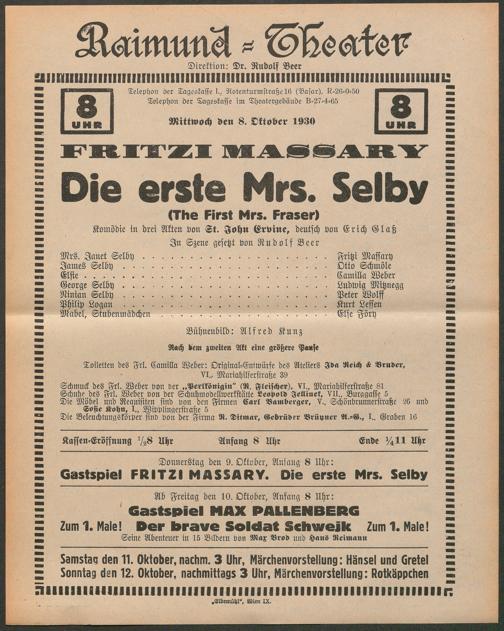 Raimund-Theater
Direktion: Dr. Rudolf Beer
8 UHR
Telephon der Tageskasse I., Rotenturmstraße 16 (Basar), R-26-0-50
Telephon der Tageskasse im Theatergebäude B-27-4-65
Mittwoch den 8. Oktober 1930
8 UHR
FRITZI MASSARY
Die erste Mrs. Selby
(The First Mrs. Fraser)
Komödie in drei Akten von St. John Ervine, deutsch von Erich Glaß
In Szene gesetzt von Rudolf Beer
Mrs. Janet Selby . . . . . Fritzi Massary
James Selby . . . . . Otto Schmöle
Elsie . . . . . Camilla Weber
George Selby . . . . . Ludwig Mitznegg
Ninian Selby . . . . . Peter Wolff
Philip Logan . . . . . Kurt Lessen
Mabel, Stubenmädchen . . . . . Else Föry
Bühnenbild: Alfred Kunz
Nach dem zweiten Akt eine größere Pause
Toiletten des Frl. Camilla Weber: Original-Entwürfe des Ateliers Ida Reich & Bruder,
VI., Mariahilferstraße 39
Schmuck des Frl. Weber von der „Perlkönigin" (R. Fleischer), VI., Mariahilferstraße 81
Schuhe des Frl. Weber von der Schuhmodellwerkstätte Leopold Jellinek, VII., Burggasse 5
Die Möbel und Requisiten sind von den Firmen Carl Bamberger, V., Schönbrunnerstraße 26 und
Sofie Kohn, I., Wipplingerstraße 5
Die Beleuchtungskörper sind von der Firma R. Ditmar, Gebrüder Brünner A.-G., I., Graben 16
Kassen-Eröffnung ½8 Uhr Anfang 8 Uhr Ende ¼11 Uhr
Donnerstag den 9. Oktober, Anfang 8 Uhr:
Gastspiel FRITZI MASSARY. Die erste Mrs. Selby
Ab Freitag den 10. Oktober, Anfang 8 Uhr:
Gastspiel MAX PALLENBERG
Zum 1. Male! Der brave Soldat Schwejk Zum 1. Male!
Seine Abenteuer in 15 Bildern von Max Brod und Hans Reimann
Samstag den 11. Oktober, nachm. 3 Uhr, Märchenvorstellung: Hänsel und Gretel
Sonntag den 12. Oktober, nachmittags 3 Uhr, Märchenvorstellung: Rotkäppchen
„Elbemühl", Wien IX.